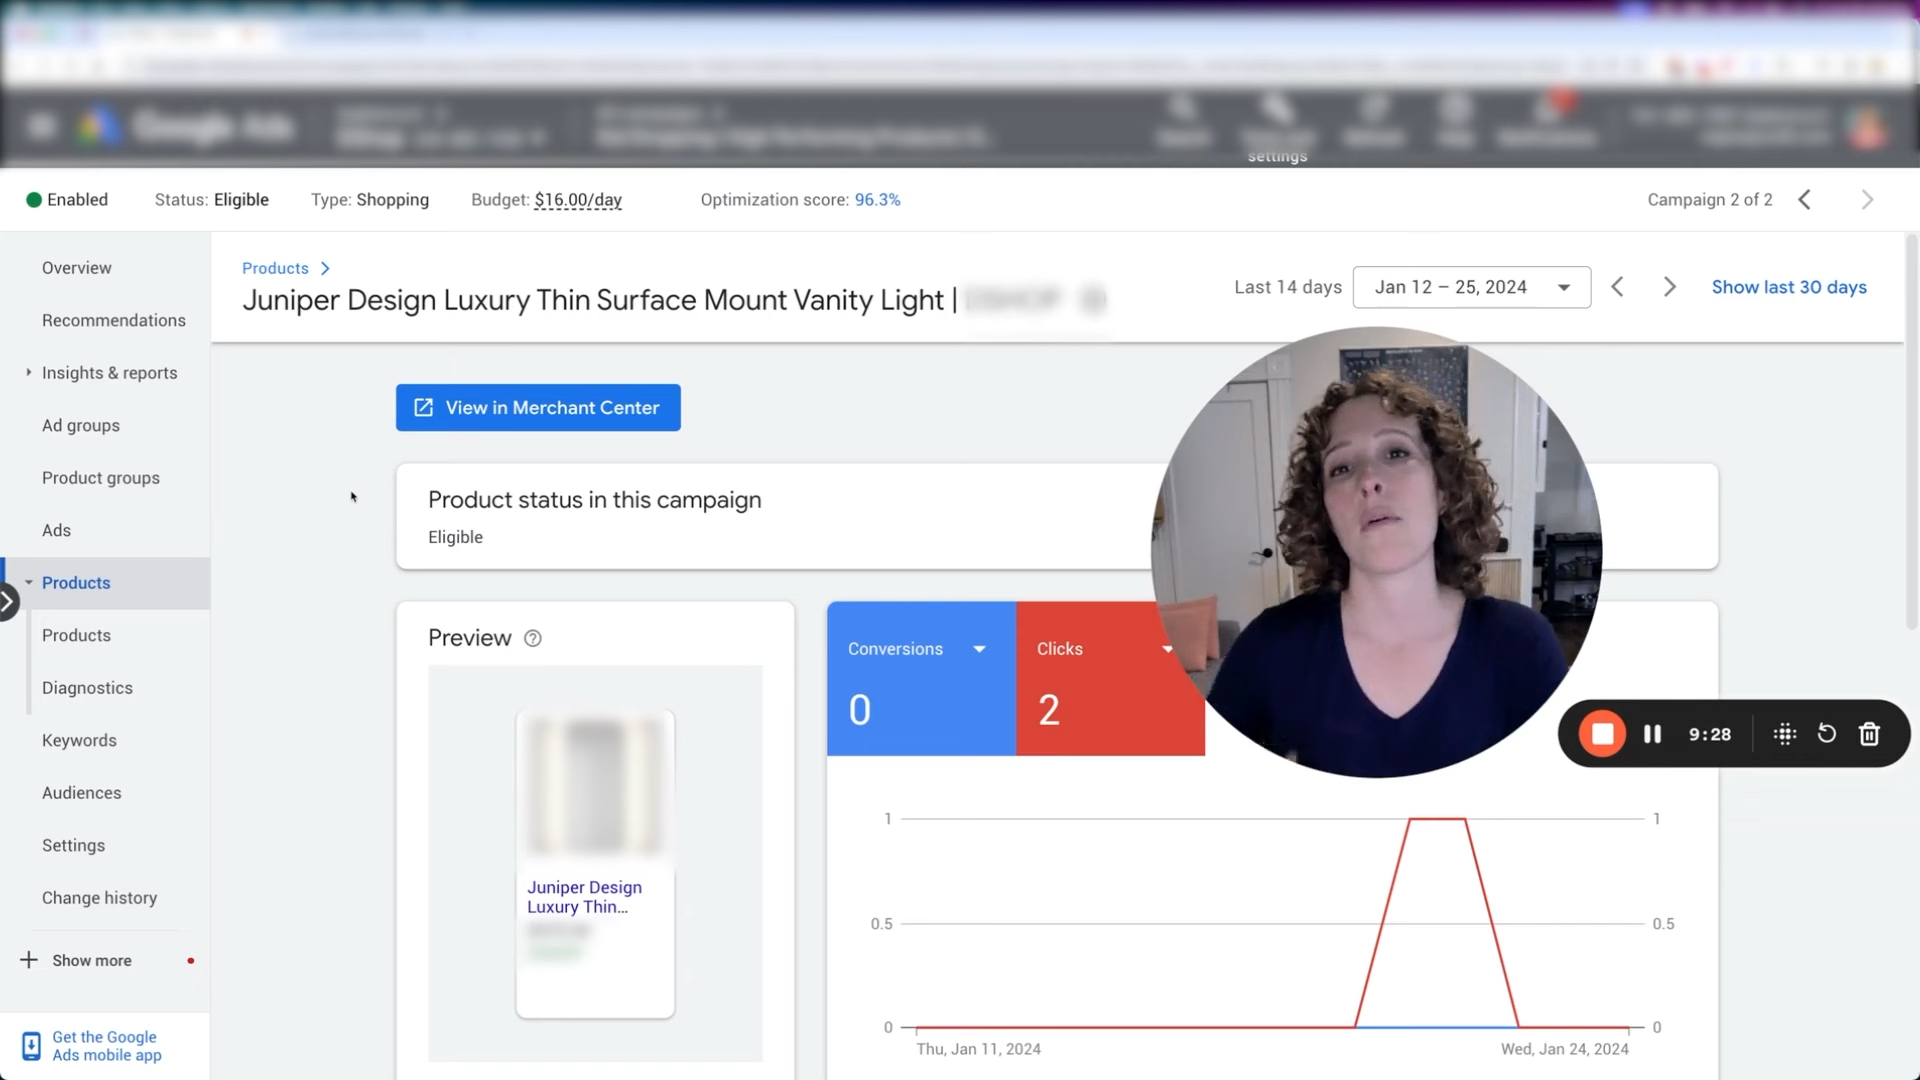 Google Ads
settings
Enabled
Status: Eligible
Type: Shopping
Budget: $16.00/day
Optimization score: 96.3%
Campaign 2 of 2
Overview
Recommendations
Insights & reports
Ad groups
Product groups
Ads
Products
Products
Diagnostics
Keywords
Audiences
Settings
Change history
Show more
Get the Google
Ads mobile app
Products
Juniper Design Luxury Thin Surface Mount Vanity Light |
Last 14 days
Jan 12 – 25, 2024
Show last 30 days
View in Merchant Center
Product status in this campaign
Eligible
Preview
Juniper Design
Luxury Thin...
Conversions
0
Clicks
2
9:28
1
1
0.5
0.5
0
0
Thu, Jan 11, 2024
Wed, Jan 24, 2024